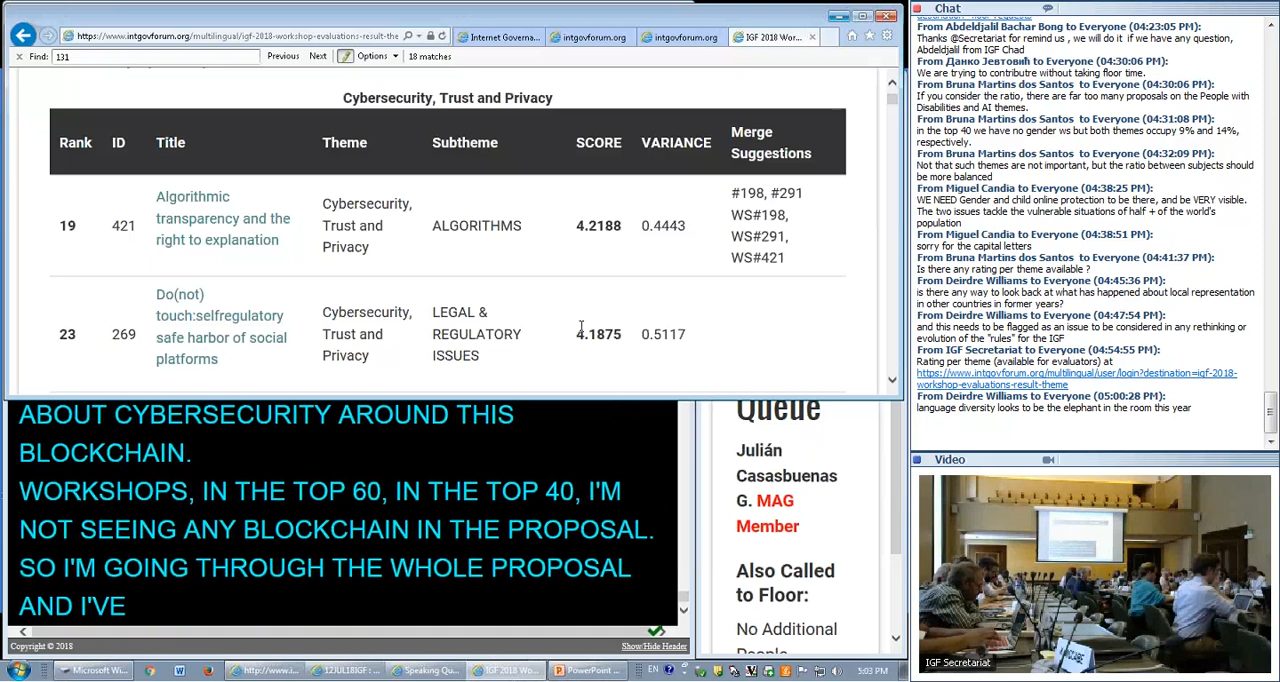 https://www.intgovforum.org/multilingual/igf-2018-workshop-evaluations-result-the
Internet Governa...
intgovforum.org
intgovforum.org
IGF 2018 Wor...
Find: 131
Previous Next Options 18 matches
Cybersecurity, Trust and Privacy
Rank ID Title Theme Subtheme SCORE VARIANCE Merge Suggestions
19 421 Algorithmic transparency and the right to explanation
Cybersecurity, Trust and Privacy
ALGORITHMS
4.2188 0.4443
#198, #291
WS#198,
WS#291,
WS#421
23 269 Do(not) touch:selfregulatory safe harbor of social platforms
Cybersecurity, Trust and Privacy
LEGAL & REGULATORY ISSUES
4.1875 0.5117
ABOUT CYBERSECURITY AROUND THIS
BLOCKCHAIN.
WORKSHOPS, IN THE TOP 60, IN THE TOP 40, I'M
NOT SEEING ANY BLOCKCHAIN IN THE PROPOSAL.
SO I'M GOING THROUGH THE WHOLE PROPOSAL
AND I'VE
Copyright © 2018
Show/Hide Header
Queue
Julián
Casasbuenas
G. MAG
Member
Also Called
to Floor:
No Additional
Chat
From Abdeldjalil Bachar Bong to Everyone (04:23:05 PM):
Thanks @Secretariat for remind us , we will do it if we have any question,
Abdeldjalil from IGF Chad
From Данко Јевтовић to Everyone (04:30:06 PM):
We are trying to contributre without taking floor time.
From Bruna Martins dos Santos to Everyone (04:30:06 PM):
If you consider the ratio, there are far too many proposals on the People with
Disabilities and AI themes.
From Bruna Martins dos Santos to Everyone (04:31:08 PM):
in the top 40 we have no gender ws but both themes occupy 9% and 14%,
respectively.
From Bruna Martins dos Santos to Everyone (04:32:09 PM):
Not that such themes are not important, but the ratio between subjects should
be more balanced
From Miguel Candia to Everyone (04:38:25 PM):
WE NEED Gender and child online protection to be there, and be VERY visible.
The two issues tackle the vulnerable situations of half + of the world's
population
From Miguel Candia to Everyone (04:38:51 PM):
sorry for the capital letters
From Bruna Martins dos Santos to Everyone (04:41:37 PM):
Is there any rating per theme available ?
From Deirdre Williams to Everyone (04:45:36 PM):
is there any way to look back at what has happened about local representation
in other countries in former years?
From Deirdre Williams to Everyone (04:47:54 PM):
and this needs to be flagged as an issue to be considered in any rethinking or
evolution of the "rules" for the IGF
From IGF Secretariat to Everyone (04:54:55 PM):
Rating per theme (available for evaluators) at
https://www.intgovforum.org/multilingual/user/login?destination=igf-2018-
workshop-evaluations-result-theme
From Deirdre Williams to Everyone (05:00:28 PM):
language diversity looks to be the elephant in the room this year
Video
IGF Secretariat
Microsoft Wi...
http://www.i...
12JUL18IGF : ...
Speaking Qu...
IGF 2018 Wo...
PowerPoint ...
EN
5:03 PM